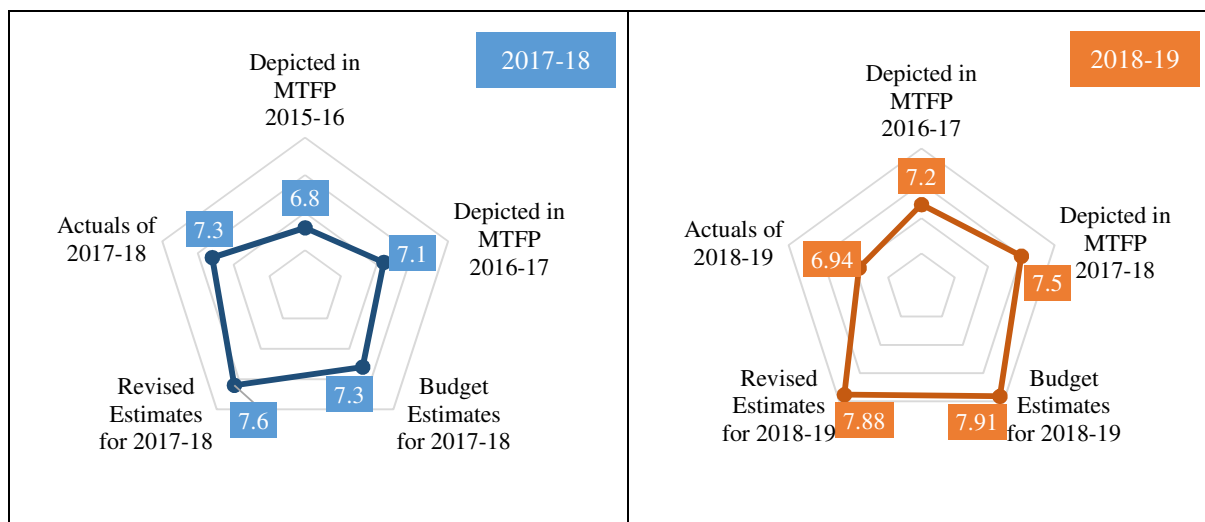 2017-18
Depicted in
MTFP
2015-16
6.8
Depicted in
MTFP
2016-17
7.1
Budget
Estimates
for 2017-18
7.3
Revised
Estimates
for 2017-18
7.6
Actuals of
2017-18
7.3
2018-19
Depicted in
MTFP
2016-17
7.2
Depicted in
MTFP
2017-18
7.5
Budget
Estimates
for 2018-19
7.91
Revised
Estimates
for 2018-19
7.88
Actuals of
2018-19
6.94